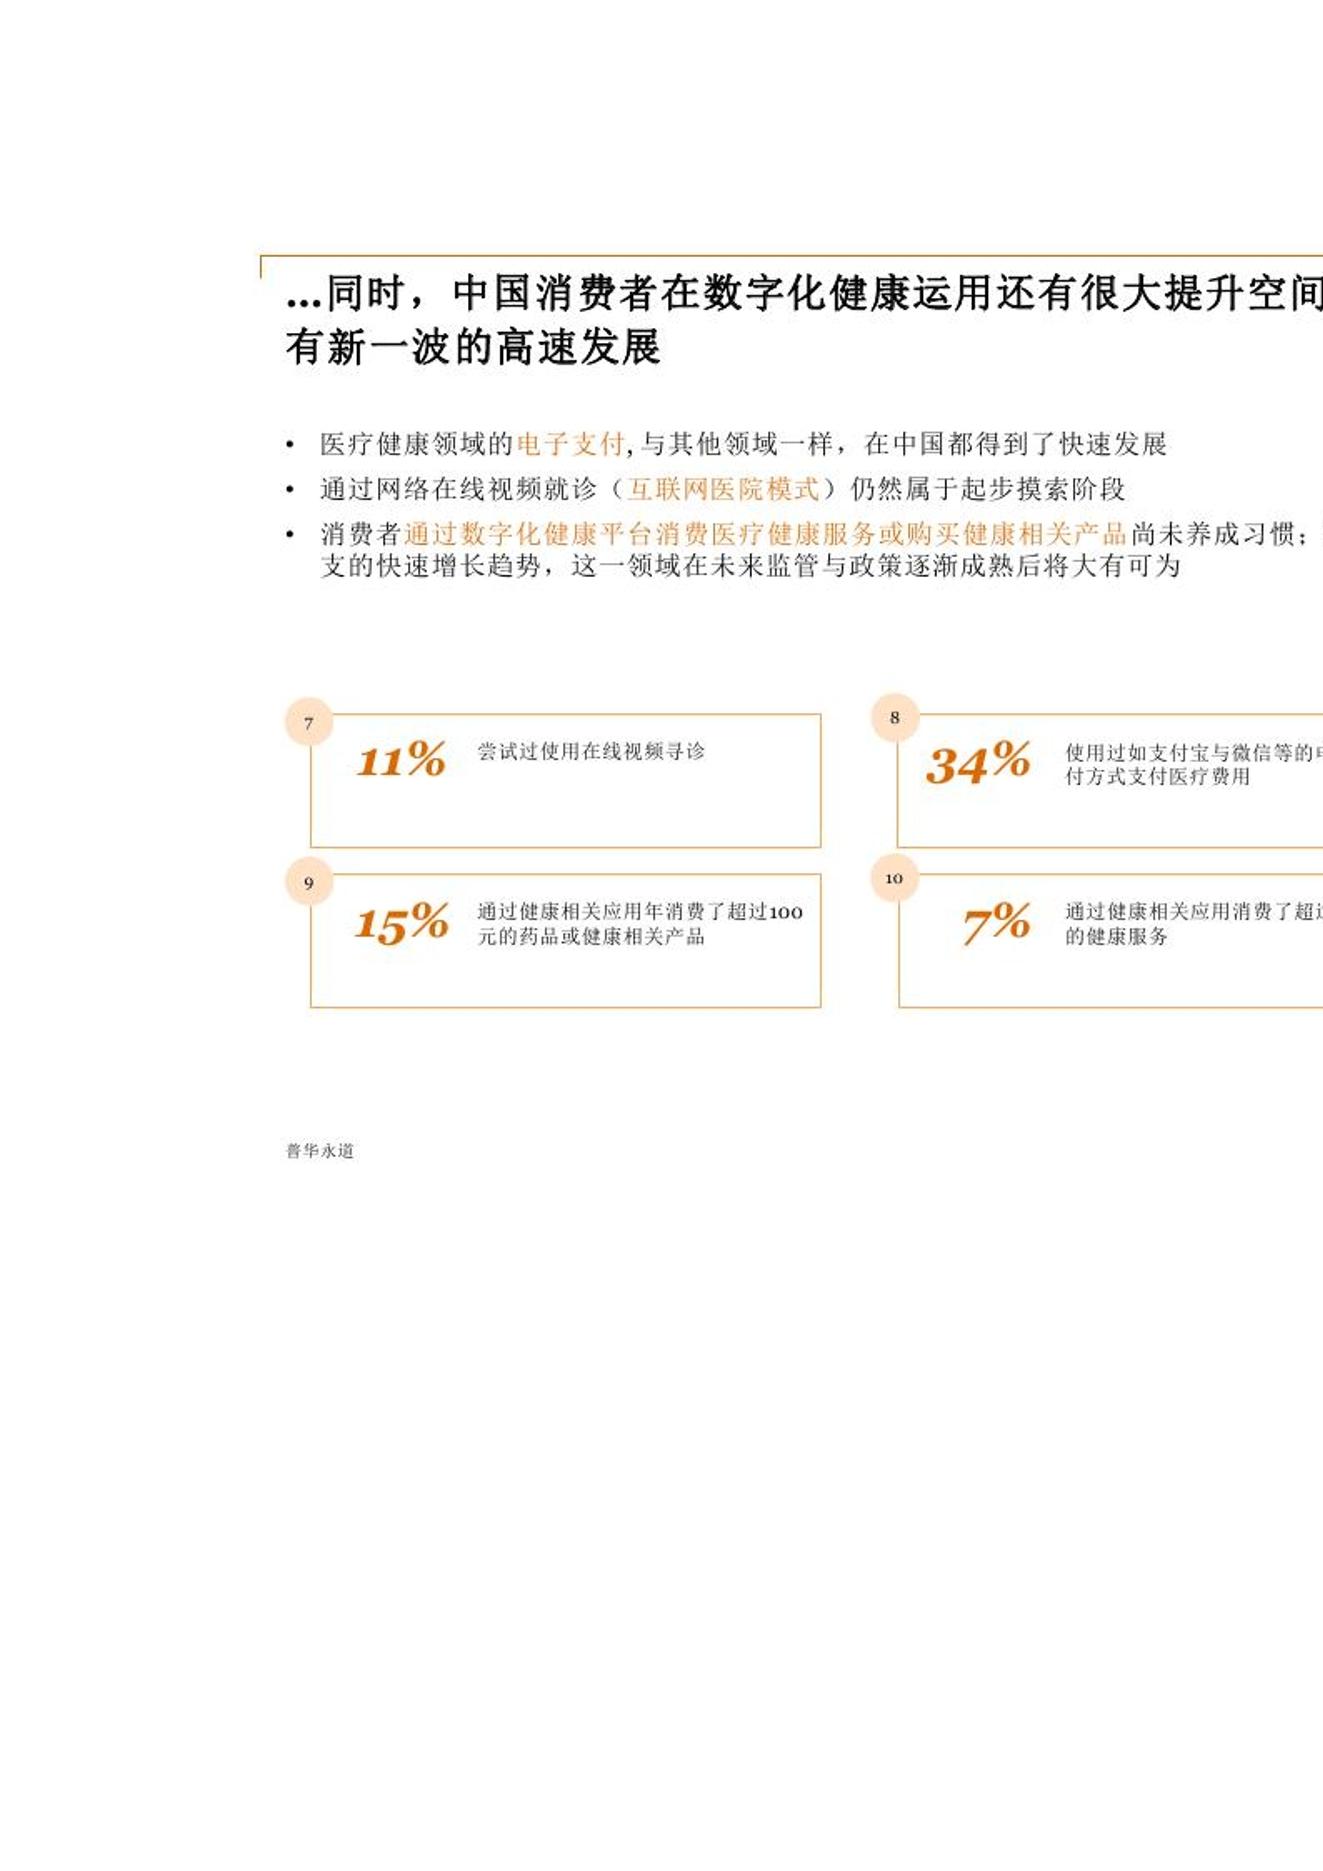 ...同时，中国消费者在数字化健康运用还有很大提升空间
有新一波的高速发展
• 医疗健康领域的电子支付, 与其他领域一样，在中国都得到了快速发展
• 通过网络在线视频就诊（互联网医院模式）仍然属于起步摸索阶段
• 消费者通过数字化健康平台消费医疗健康服务或购买健康相关产品尚未养成习惯；
支的快速增长趋势，这一领域在未来监管与政策逐渐成熟后将大有可为
7
11%
尝试过使用在线视频寻诊
8
34%
使用过如支付宝与微信等的
付方式支付医疗费用
9
15%
通过健康相关应用年消费了超过100
元的药品或健康相关产品
10
7%
通过健康相关应用消费了超
的健康服务
普华永道